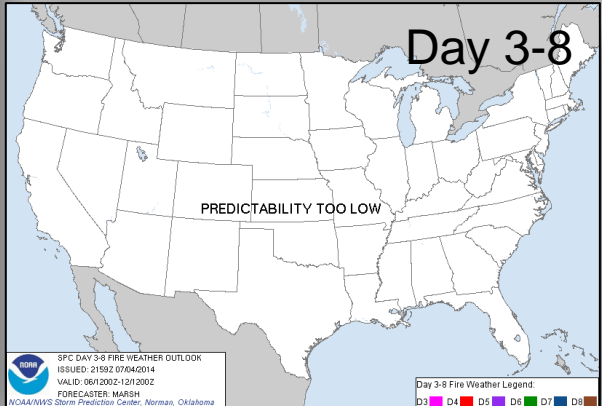 Day 3-8
PREDICTABILITY TOO LOW
NOAA
SPC DAY 3-8 FIRE WEATHER OUTLOOK
ISSUED: 2159Z 07/04/2014
VALID: 06/1200Z-12/1200Z
FORECASTER: MARSH
NOAA/NWS Storm Prediction Center, Norman, Oklahoma
Day 3-8 Fire Weather Legend:
D3 D4 D5 D6 D7 D8